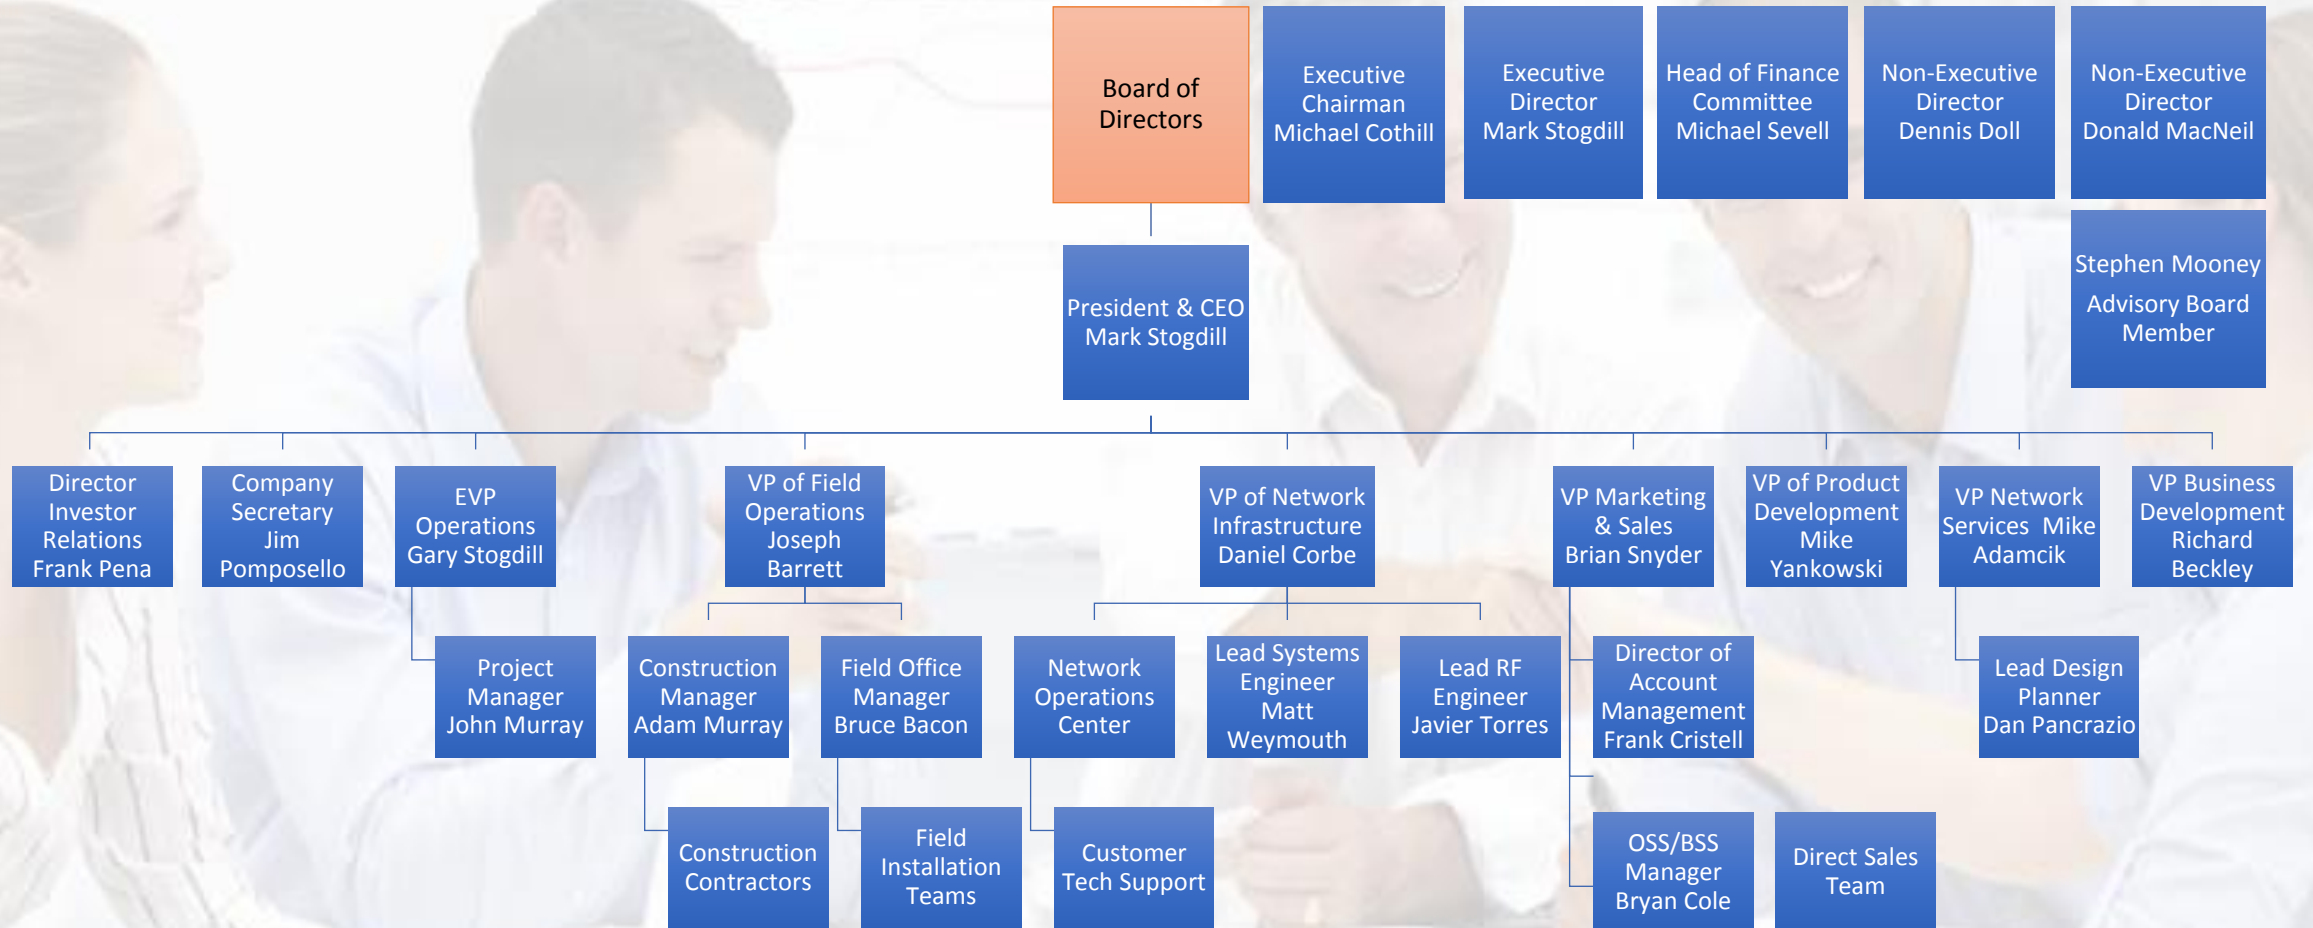 Board of
Directors
Executive
Chairman
Michael Cothill
Executive
Director
Mark Stogdill
Head of Finance
Committee
Michael Sevell
Non-Executive
Director
Dennis Doll
Non-Executive
Director
Donald MacNeil
Stephen Mooney
Advisory Board
Member
President & CEO
Mark Stogdill
Director
Investor
Relations
Frank Pena
Company
Secretary
Jim
Pomposello
EVP
Operations
Gary Stogdill
VP of Field
Operations
Joseph
Barrett
VP of Network
Infrastructure
Daniel Corbe
VP Marketing
& Sales
Brian Snyder
VP of Product
Development
Mike
Yankowski
VP Network
Services Mike
Adamcik
VP Business
Development
Richard
Beckley
Project
Manager
John Murray
Construction
Manager
Adam Murray
Field Office
Manager
Bruce Bacon
Network
Operations
Center
Lead Systems
Engineer
Matt
Weymouth
Lead RF
Engineer
Javier Torres
Director of
Account
Management
Frank Cristell
Lead Design
Planner
Dan Pancrazio
Construction
Contractors
Field
Installation
Teams
Customer
Tech Support
OSS/BSS
Manager
Bryan Cole
Direct Sales
Team